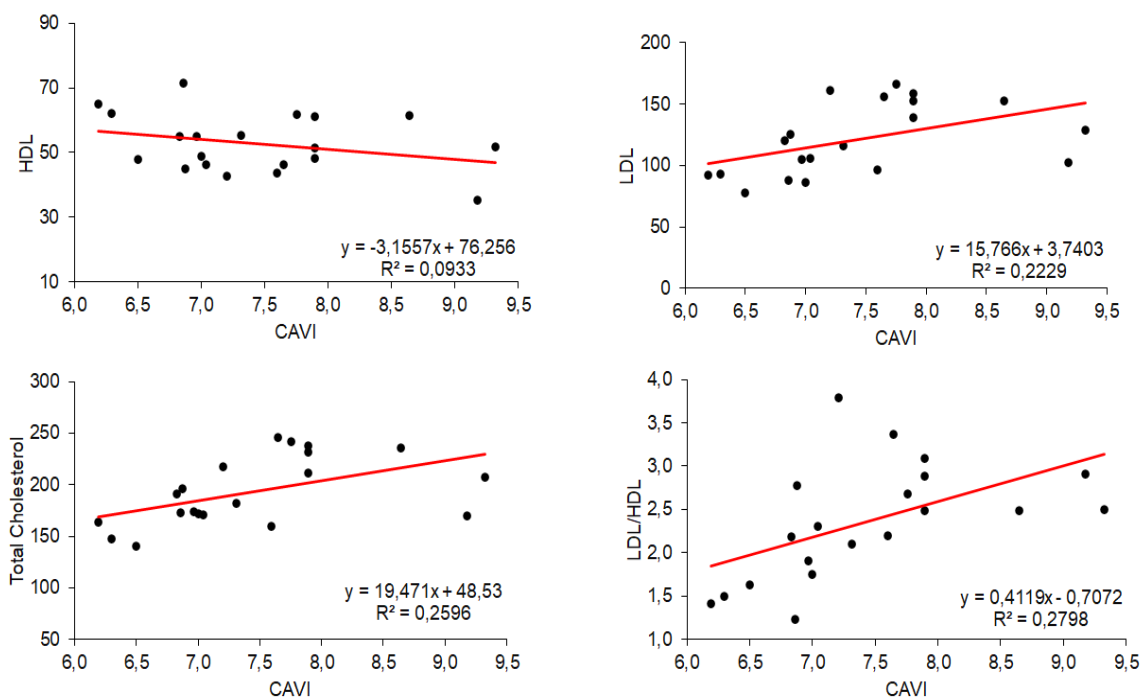 HDL
90
70
50
30
10
y = -3,1557x + 76,256
R² = 0,0933
6,0 6,5 7,0 7,5 8,0 8,5 9,0 9,5
CAVI
LDL
200
150
100
50
0
y = 15,766x + 3,7403
R² = 0,2229
6,0 6,5 7,0 7,5 8,0 8,5 9,0 9,5
CAVI
Total Cholesterol
300
250
200
150
100
50
y = 19,471x + 48,53
R² = 0,2596
6,0 6,5 7,0 7,5 8,0 8,5 9,0 9,5
CAVI
LDL/HDL
4,0
3,5
3,0
2,5
2,0
1,5
1,0
y = 0,4119x - 0,7072
R² = 0,2798
6,0 6,5 7,0 7,5 8,0 8,5 9,0 9,5
CAVI